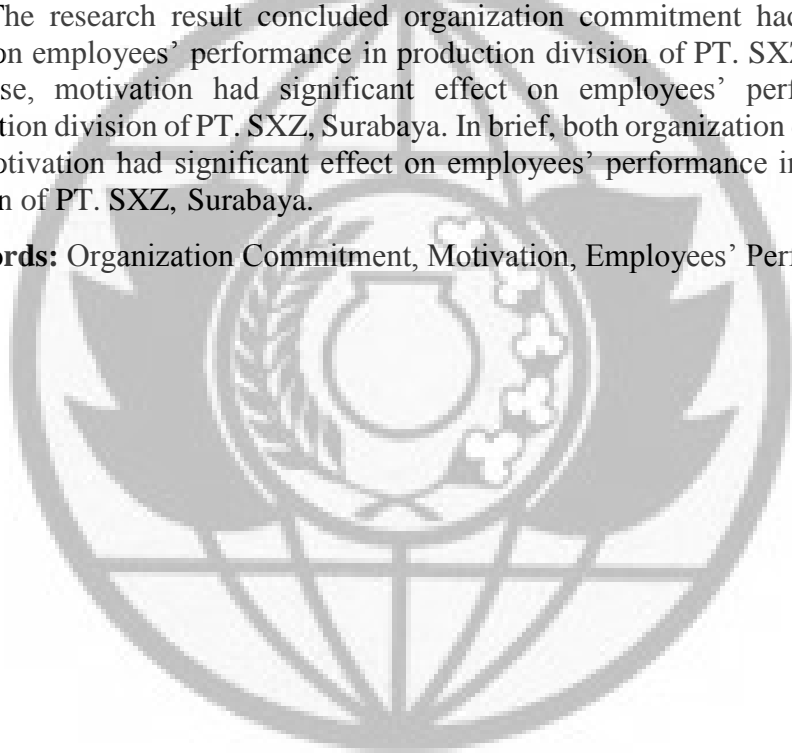 The research result concluded organization commitment had
on employees’ performance in production division of PT. SXZ
se, motivation had significant effect on employees’ perf
tion division of PT. SXZ, Surabaya. In brief, both organization
otivation had significant effect on employees’ performance in
n of PT. SXZ, Surabaya.
ords: Organization Commitment, Motivation, Employees’ Perf